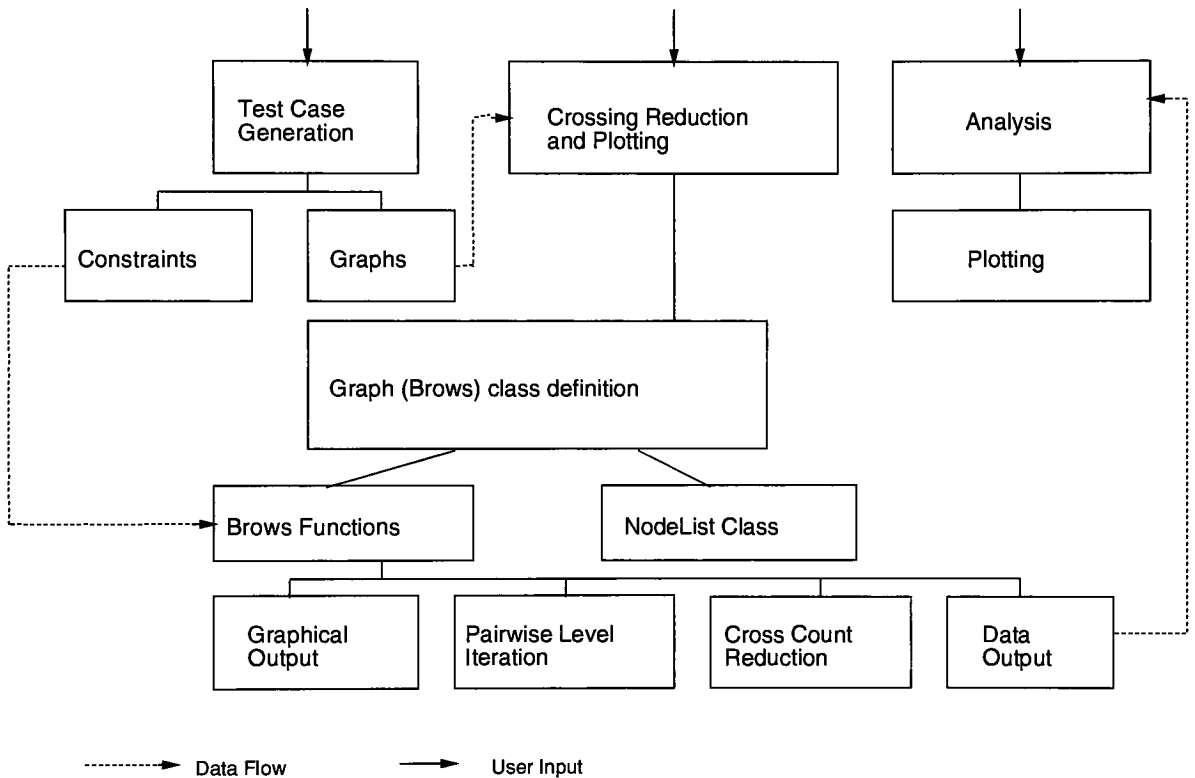 Test Case
Generation
Crossing Reduction
and Plotting
Analysis
Constraints
Graphs
Plotting
Graph (Brows) class definition
Brows Functions
NodeList Class
Graphical
Output
Pairwise Level
Iteration
Cross Count
Reduction
Data
Output
Data Flow
User Input